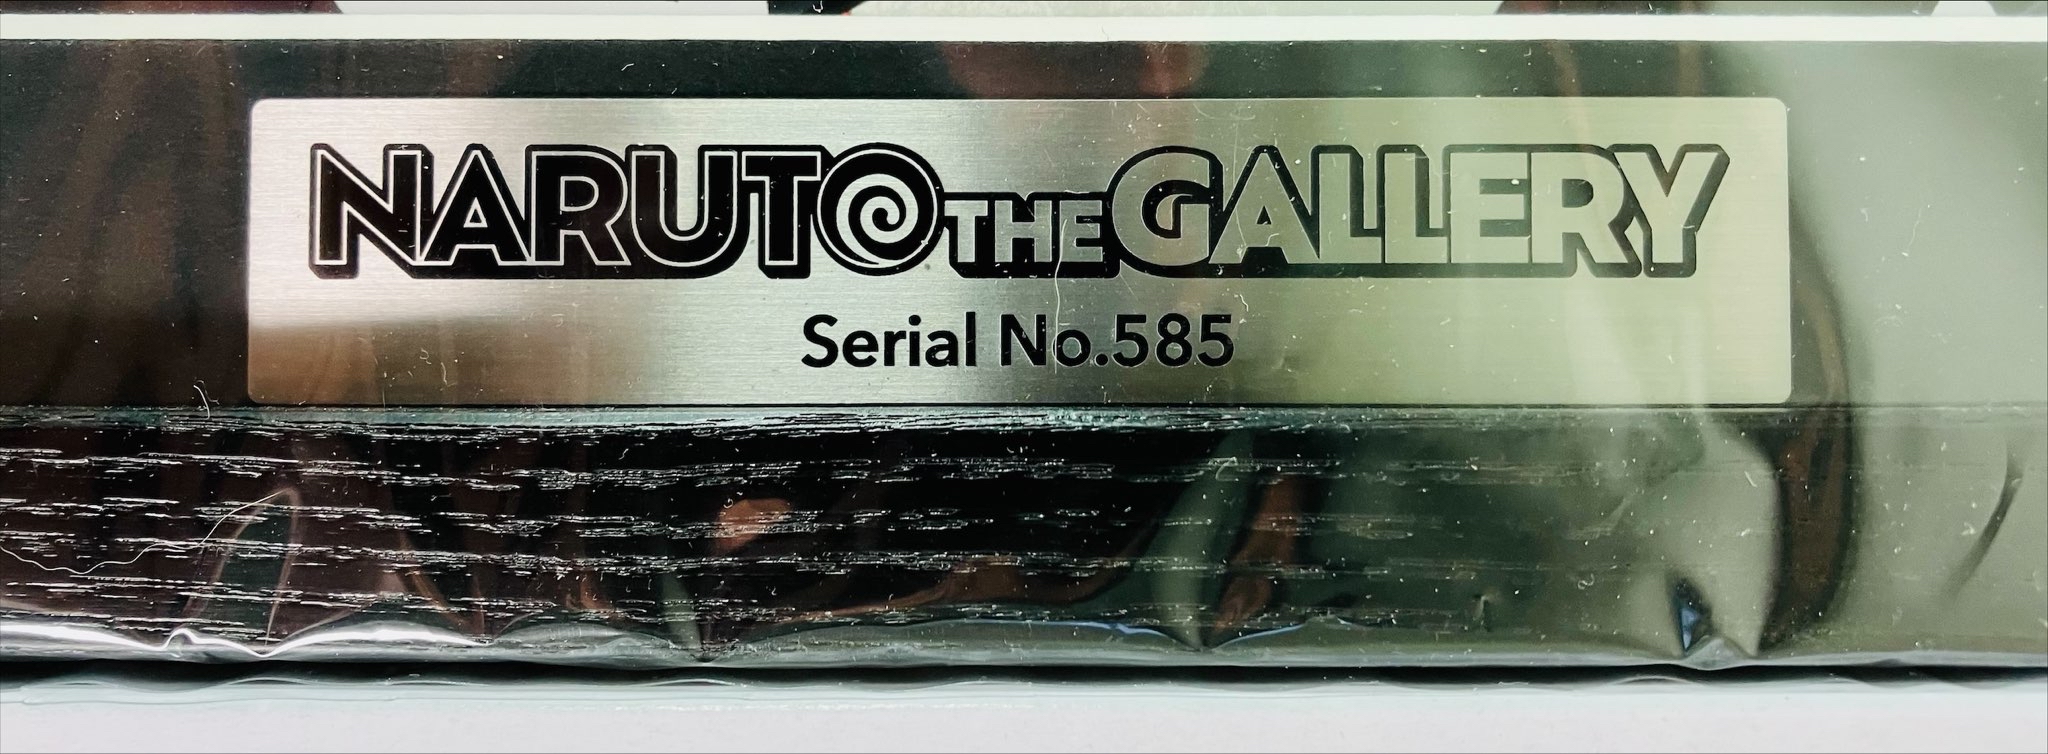 NARUTO THE GALLERY
Serial No.585